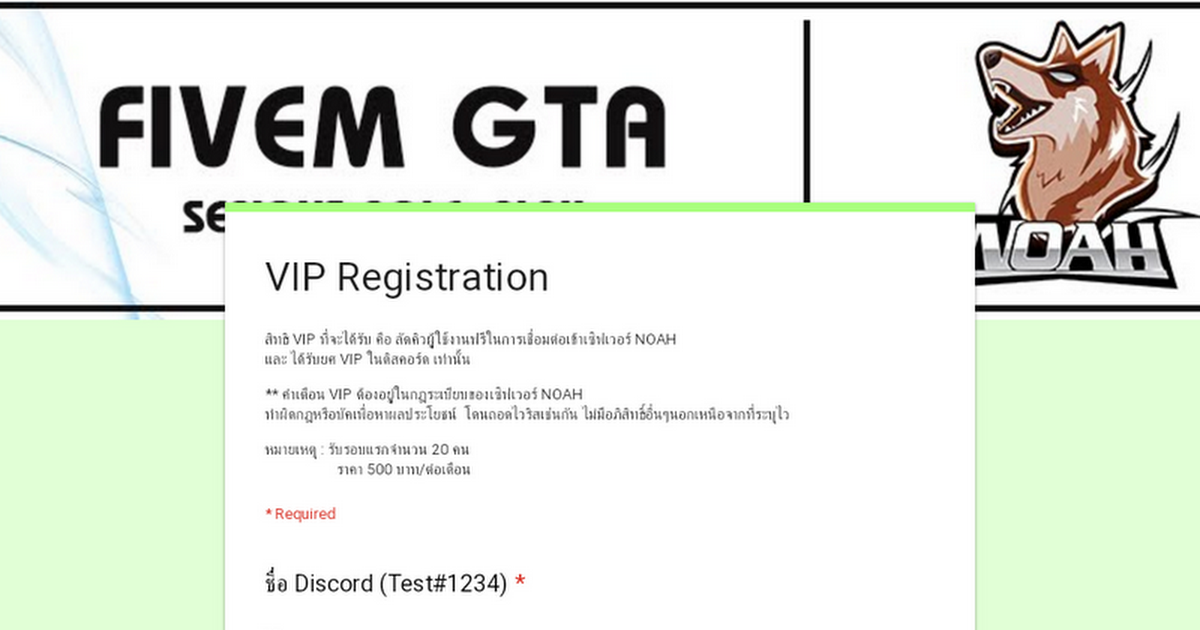 FIVEM GTA
NOAH
VIP Registration
สิทธิ VIP ที่จะได้รับ คือ ลัดคิวผู้ใช้งานฟรีในการเชื่อมต่อเข้าเซิฟเวอร์ NOAH
และ ได้รับยศ VIP ในดิสคอร์ด เท่านั้น
** คำเตือน VIP ต้องอยู่ในกฎระเบียบของเซิฟเวอร์ NOAH
ทำผิดกฎหรือบัคเพื่อหาผลประโยชน์ โดนถอดไวริสเช่นกัน ไม่มีอภิสิทธิ์อื่นๆนอกเหนือจากที่ระบุไว
หมายเหตุ : รับรอบแรกจำนวน 20 คน
ราคา 500 บาท/ต่อเดือน
* Required
ชื่อ Discord (Test#1234) *